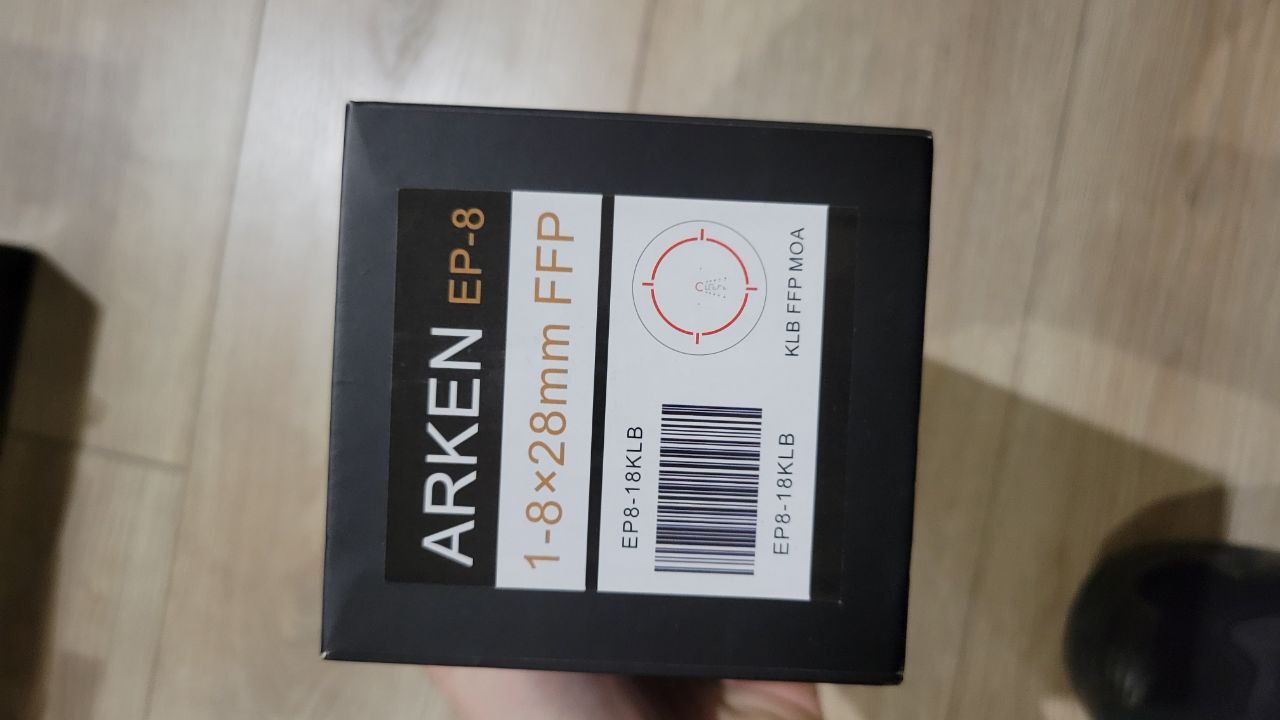 ARKEN EP-8
1-8×28mm FFP
EP8-18KLB
EP8-18KLB
KLB FFP MOA